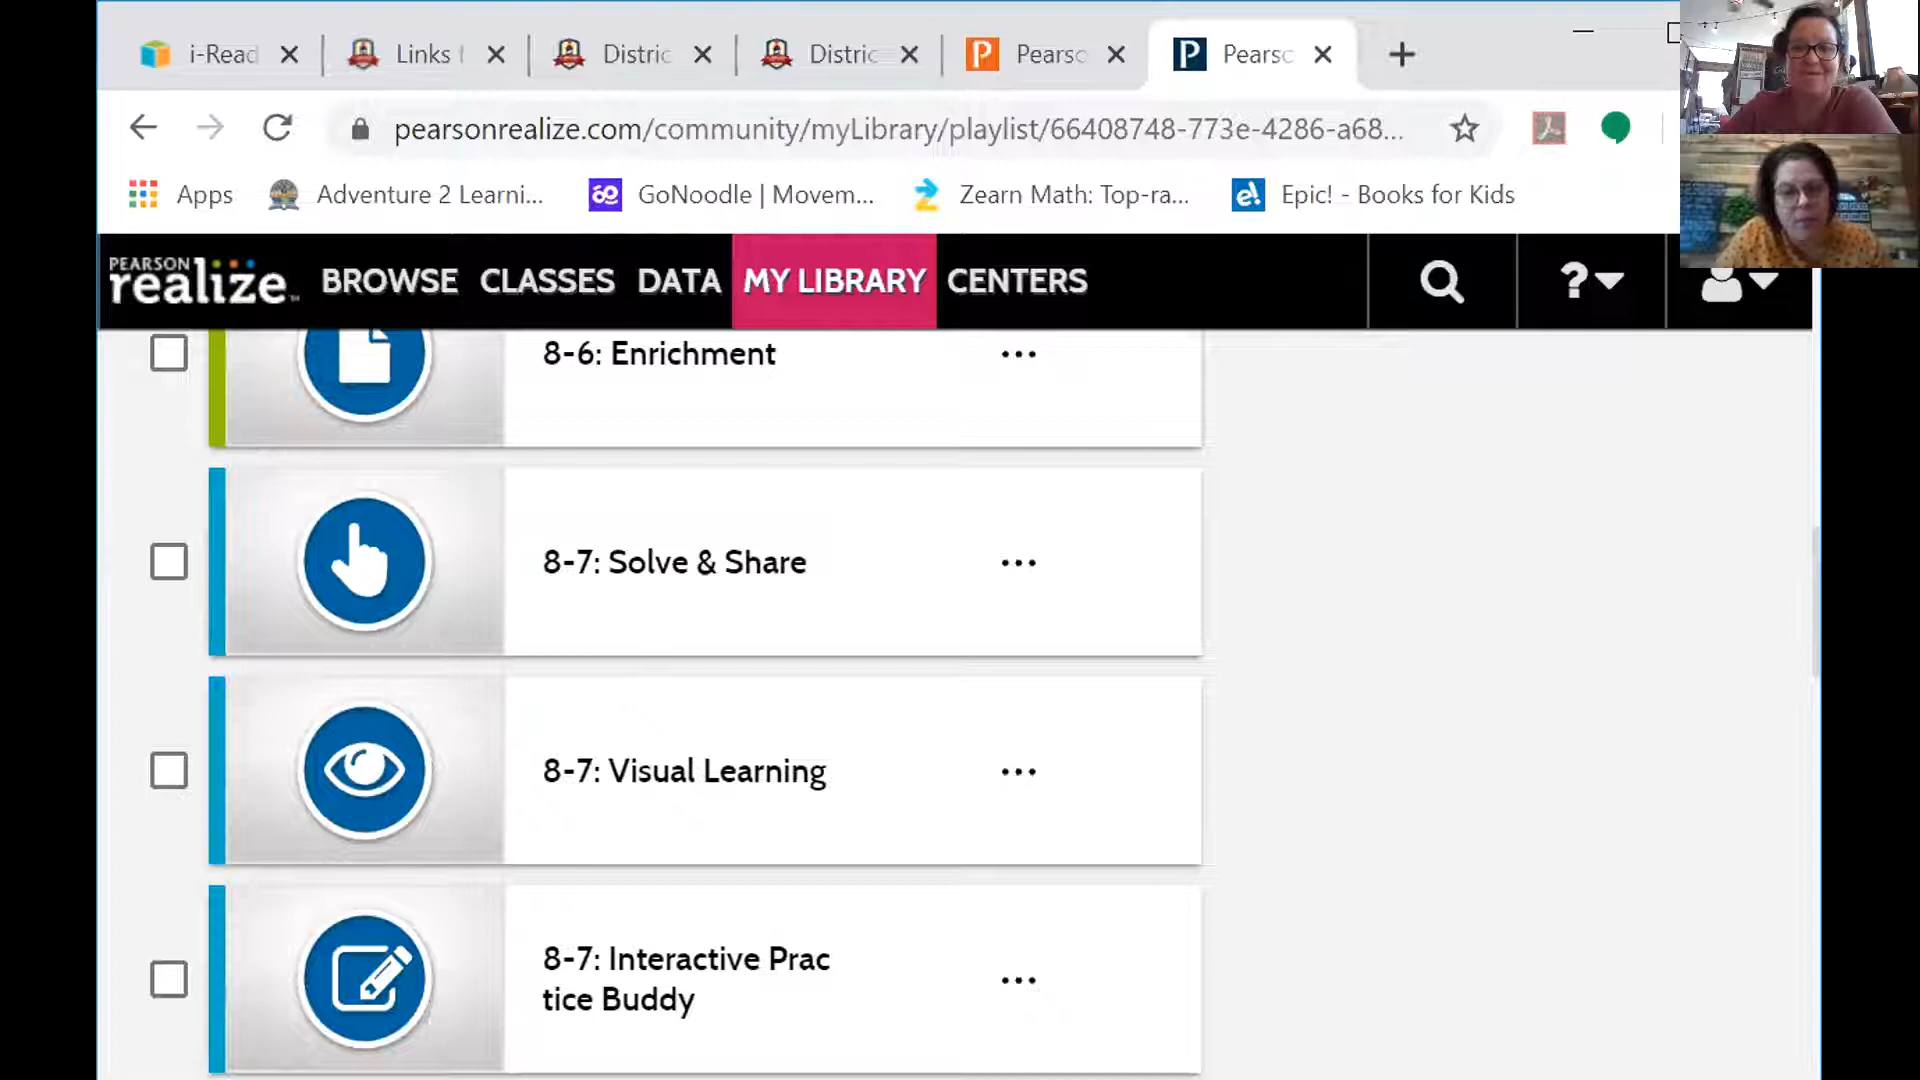 i-Read
Links
Distric
Distric
Pearso
Pearso
pearsonrealize.com/community/myLibrary/playlist/66408748-773e-4286-a68...
Apps
Adventure 2 Learni...
GoNoodle | Movem...
Zearn Math: Top-ra...
Epic! - Books for Kids
PEARSON
realize
BROWSE
CLASSES
DATA
MY LIBRARY
CENTERS
?
8-6: Enrichment
...
8-7: Solve & Share
...
8-7: Visual Learning
...
8-7: Interactive Prac
tice Buddy
...